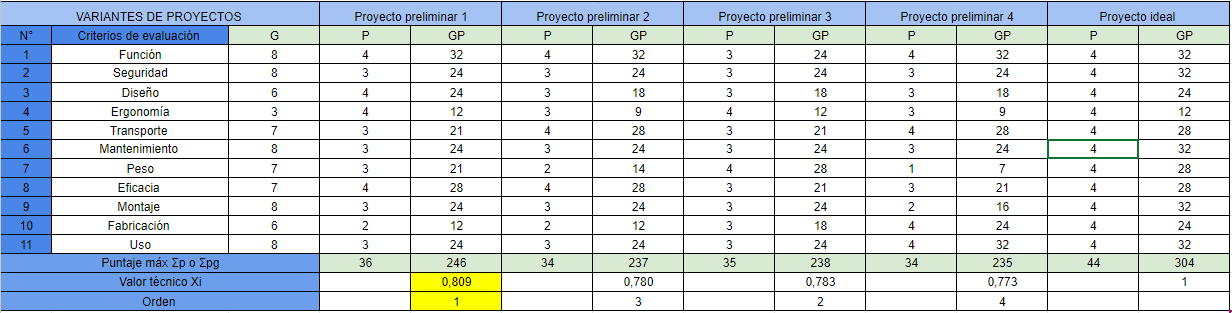 VARIANTES DE PROYECTOS Proyecto preliminar 1 Proyecto preliminar 2 Proyecto preliminar 3 Proyecto preliminar 4 Proyecto ideal
N° Criterios de evaluación G P GP P GP P GP P GP P GP
1 Función 8 4 32 4 32 3 24 4 32 4 32
2 Seguridad 8 3 24 3 24 3 24 3 24 4 32
3 Diseño 6 4 24 3 18 3 18 3 18 4 24
4 Ergonomía 3 4 12 3 9 4 12 3 9 4 12
5 Transporte 7 3 21 4 28 3 21 4 28 4 28
6 Mantenimiento 8 3 24 3 24 3 24 3 24 4 32
7 Peso 7 3 21 2 14 4 28 1 7 4 28
8 Eficacia 7 4 28 4 28 3 21 3 21 4 28
9 Montaje 8 3 24 3 24 3 24 2 16 4 32
10 Fabricación 6 2 12 2 12 3 18 4 24 4 24
11 Uso 8 3 24 3 24 3 24 4 32 4 32
Puntaje máx Σp o Σpg 36 246 34 237 35 238 34 235 44 304
Valor técnico Xi 0,809 0,780 0,783 0,773 1
Orden 1 3 2 4